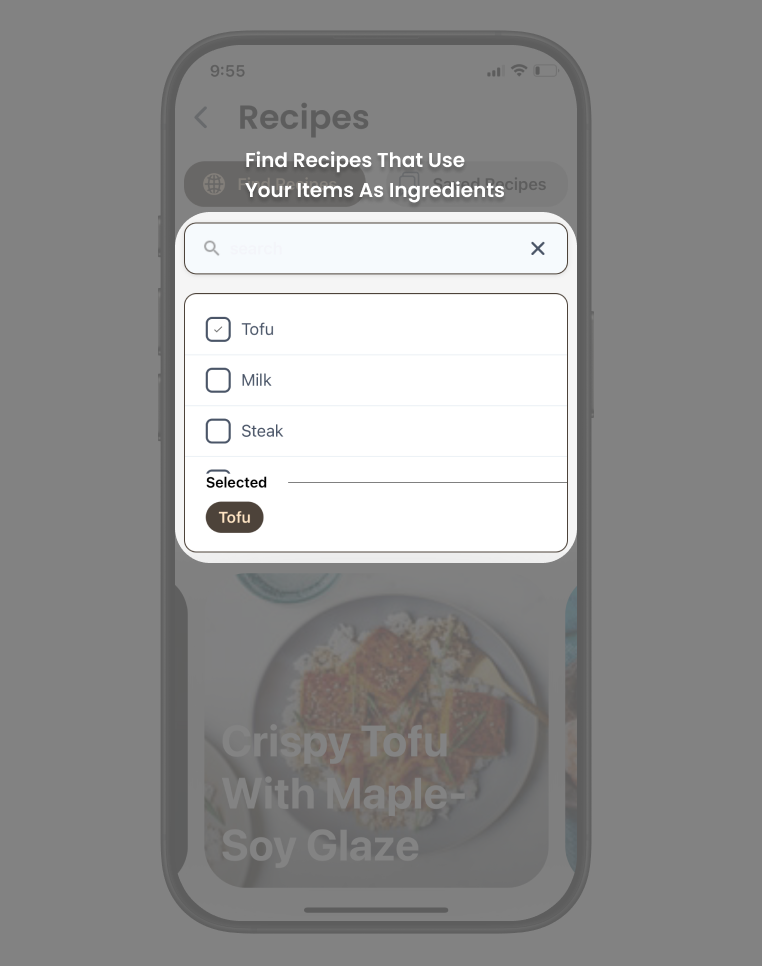 9:55
Recipes
Find Recipes That Use
Your Items As Ingredients
Find Recipes
Saved Recipes
search
Tofu
Milk
Steak
Selected
Tofu
Crispy Tofu
With Maple-
Soy Glaze